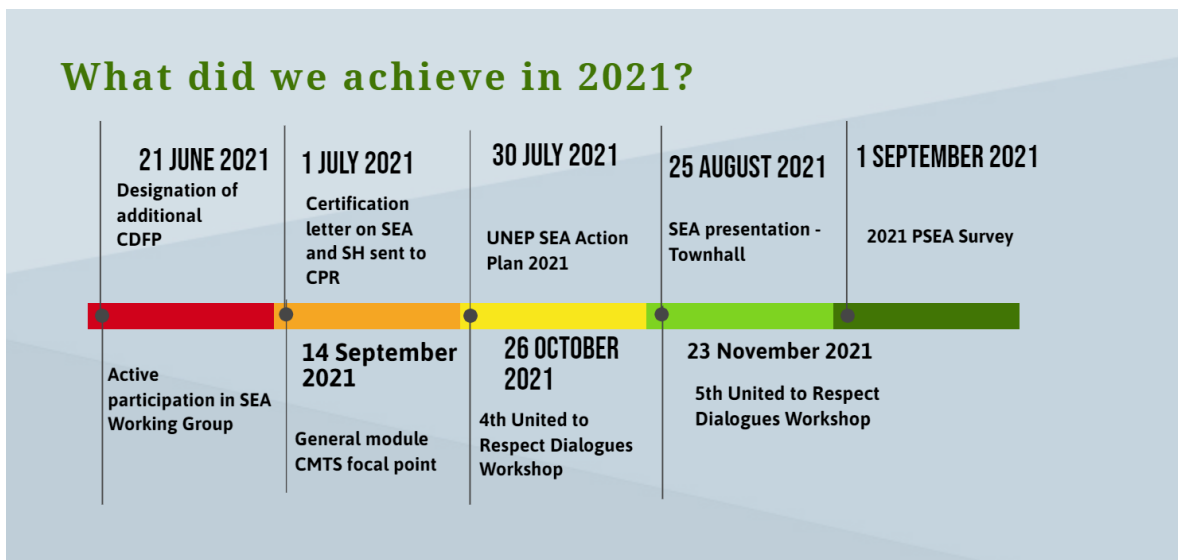 What did we achieve in 2021?
21 JUNE 2021
Designation of
additional
CDFP
1 JULY 2021
Certification
letter on SEA
and SH sent to
CPR
30 JULY 2021
UNEP SEA Action
Plan 2021
25 AUGUST 2021
SEA presentation -
Townhall
1 SEPTEMBER 2021
2021 PSEA Survey
Active
participation in SEA
Working Group
14 September
2021
General module
CMTS focal point
26 OCTOBER
2021
4th United to
Respect Dialogues
Workshop
23 November 2021
5th United to Respect
Dialogues Workshop